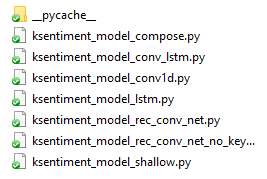 __pycache__
ksentiment_model_compose.py
ksentiment_model_conv_lstm.py
ksentiment_model_conv1d.py
ksentiment_model_lstm.py
ksentiment_model_rec_conv_net.py
ksentiment_model_rec_conv_net_no_key...
ksentiment_model_shallow.py